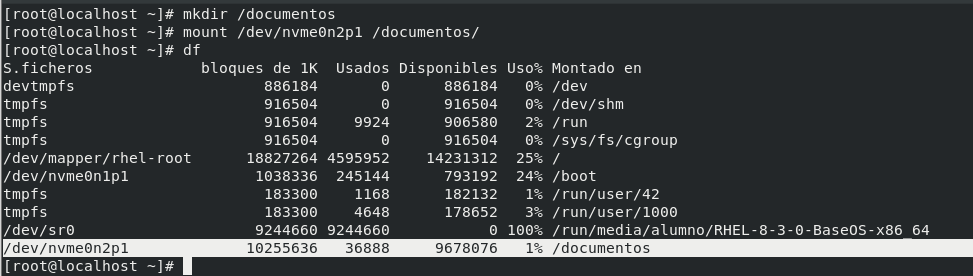 [root@localhost ~]# mkdir /documentos
[root@localhost ~]# mount /dev/nvme0n2p1 /documentos/
[root@localhost ~]# df
S.ficheros            bloques de 1K  Usados Disponibles Uso% Montado en
devtmpfs                     886184       0      886184   0% /dev
tmpfs                        916504       0      916504   0% /dev/shm
tmpfs                        916504    9924      906580   2% /run
tmpfs                        916504       0      916504   0% /sys/fs/cgroup
/dev/mapper/rhel-root      18827264 4595952    14231312  25% /
/dev/nvme0n1p1              1038336  245144      793192  24% /boot
tmpfs                        183300    1168      182132   1% /run/user/42
tmpfs                        183300    4648      178652   3% /run/user/1000
/dev/sr0                    9244660 9244660           0 100% /run/media/alumno/RHEL-8-3-0-BaseOS-x86_64
/dev/nvme0n2p1             10255636   36888     9678076   1% /documentos
[root@localhost ~]#